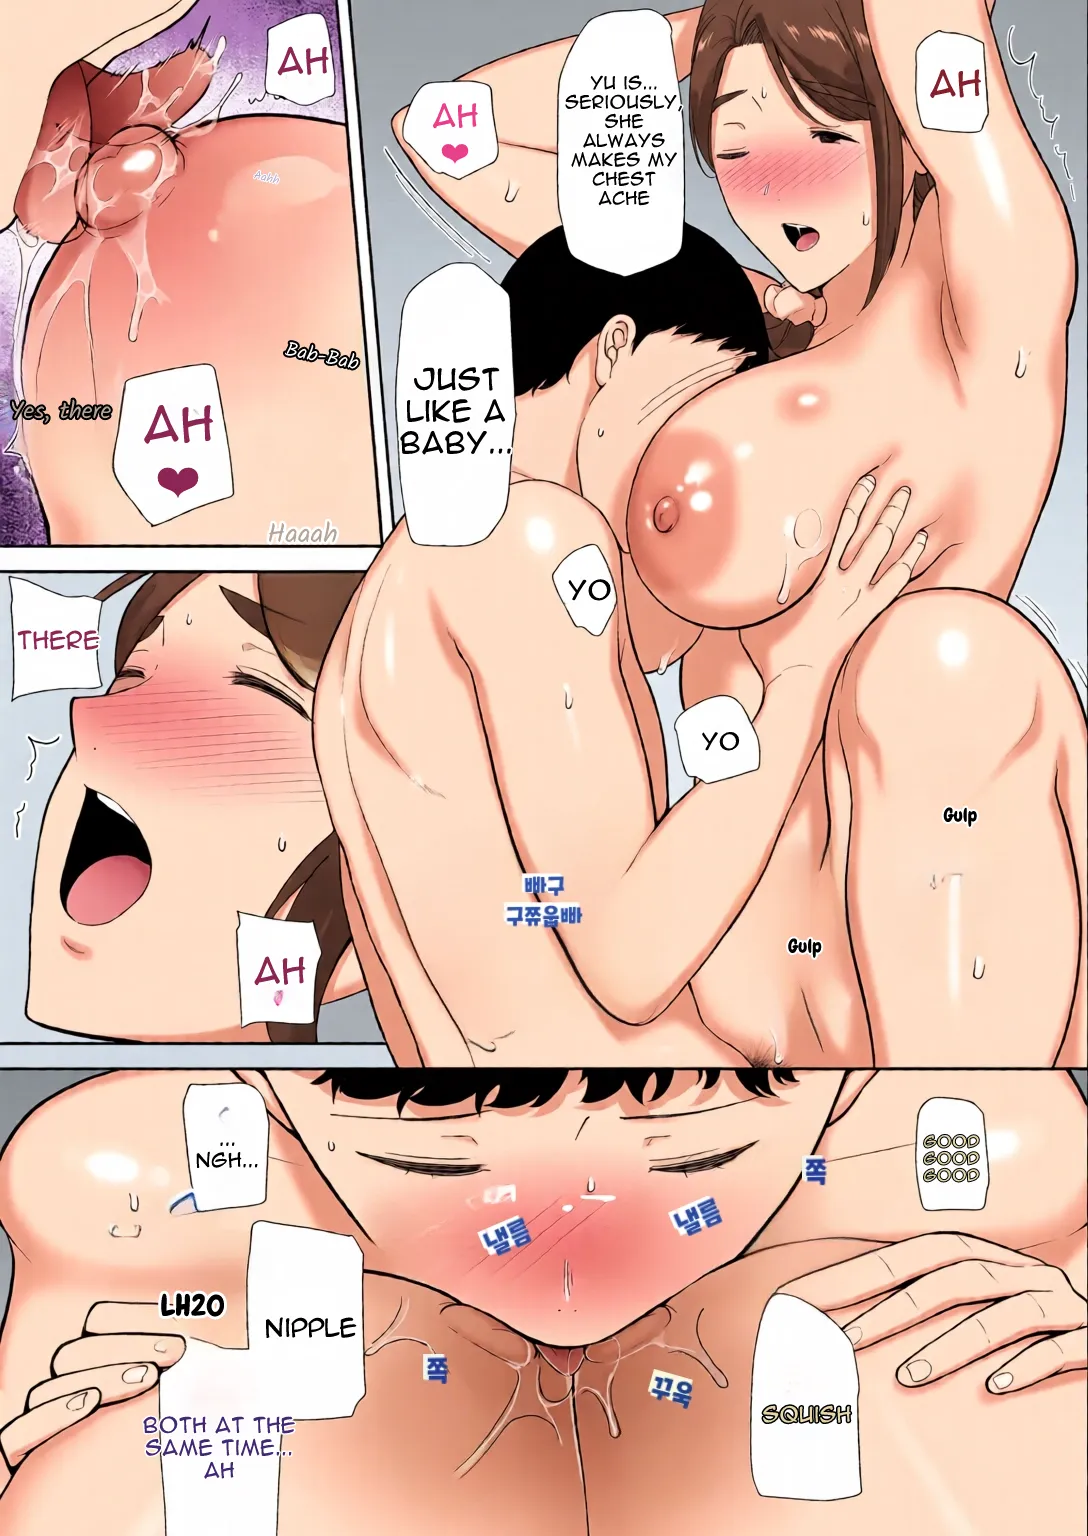 AH
AH
♥
YU IS...
SERIOUSLY,
SHE
ALWAYS
MAKES MY
CHEST
ACHE
AH
Aahh
Bab-Bab
Yes, there
AH
♥
Haaah
JUST
LIKE A
BABY...
YO
THERE
YO
Gulp
빠구
구쮸웁빠
Gulp
AH
...
NGH...
GOOD
GOOD
GOOD
쪽
낼름
낼름
LH20
NIPPLE
쪽
꾸욱
BOTH AT THE
SAME TIME...
AH
SQUISH